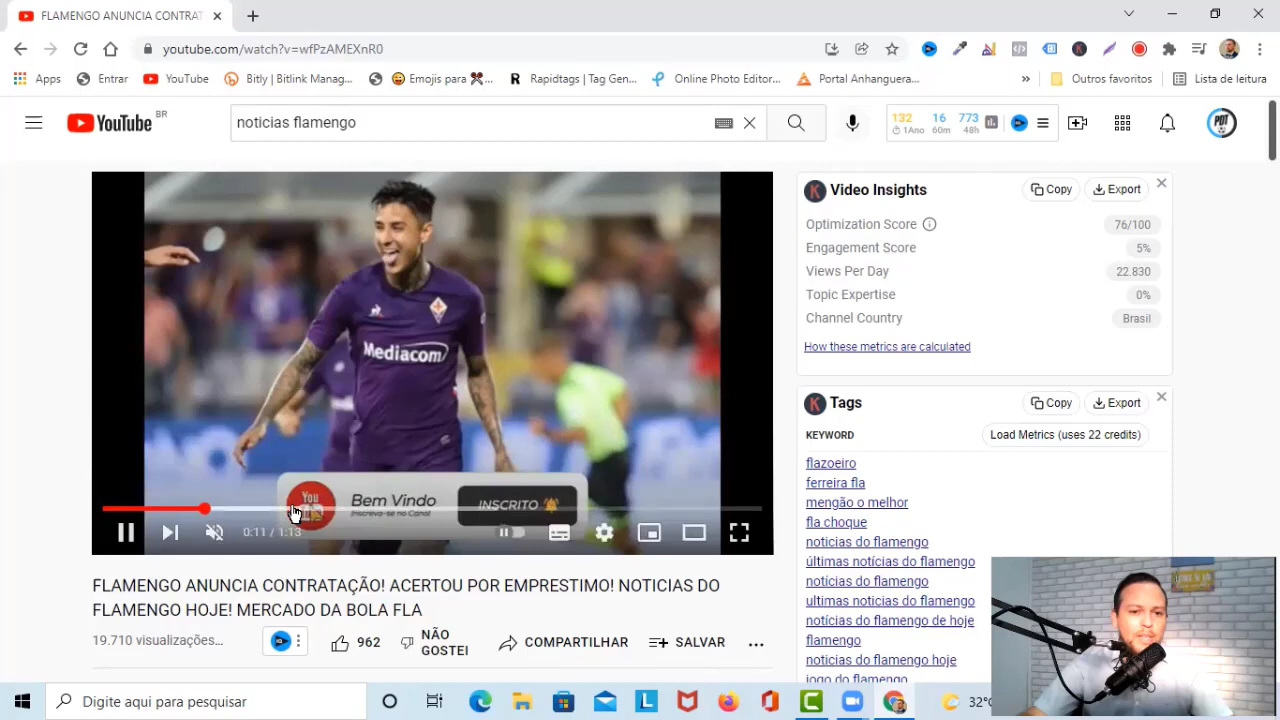 FLAMENGO ANUNCIA CONTRAT
youtube.com/watch?v=wfPzAMEXnR0
Apps
Entrar
YouTube
Bitly | Bitlink Manag...
Emojis para
Rapidtags | Tag Gen...
Online Photo Editor...
Portal Anhanguera...
»
Outros favoritos
Lista de leitura
YouTube BR
noticias flamengo
132 16 773
1Ano 60m 48h
PDT
Mediacom
You
Bem Vindo
Inscreva-se no Canal
INSCRITO
0:11 / 1:13
FLAMENGO ANUNCIA CONTRATAÇÃO! ACERTOU POR EMPRESTIMO! NOTICIAS DO
FLAMENGO HOJE! MERCADO DA BOLA FLA
19.710 visualizações...
962
NÃO
GOSTEI
COMPARTILHAR
SALVAR
K Video Insights
Copy
Export
Optimization Score 76/100
Engagement Score 5%
Views Per Day 22.830
Topic Expertise 0%
Channel Country Brasil
How these metrics are calculated
K Tags
Copy
Export
KEYWORD
Load Metrics (uses 22 credits)
flazoeiro
ferreira fla
mengão o melhor
fla choque
noticias do flamengo
últimas notícias do flamengo
notícias do flamengo
ultimas noticias do flamengo
notícias do flamengo de hoje
flamengo
noticias do flamengo hoje
jogo do flamengo
Digite aqui para pesquisar
32°C